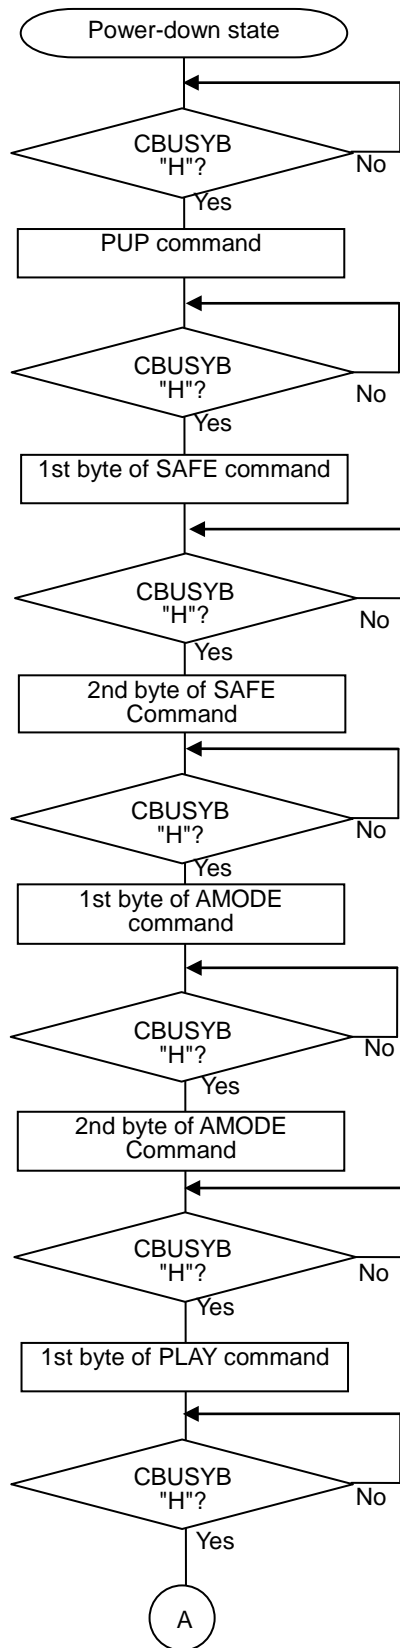 Power-down state
CBUSYB
"H"?
No
Yes
PUP command
CBUSYB
"H"?
No
Yes
1st byte of SAFE command
CBUSYB
"H"?
No
Yes
2nd byte of SAFE
Command
CBUSYB
"H"?
No
Yes
1st byte of AMODE
command
CBUSYB
"H"?
No
Yes
2nd byte of AMODE
Command
CBUSYB
"H"?
No
Yes
1st byte of PLAY command
CBUSYB
"H"?
No
Yes
A